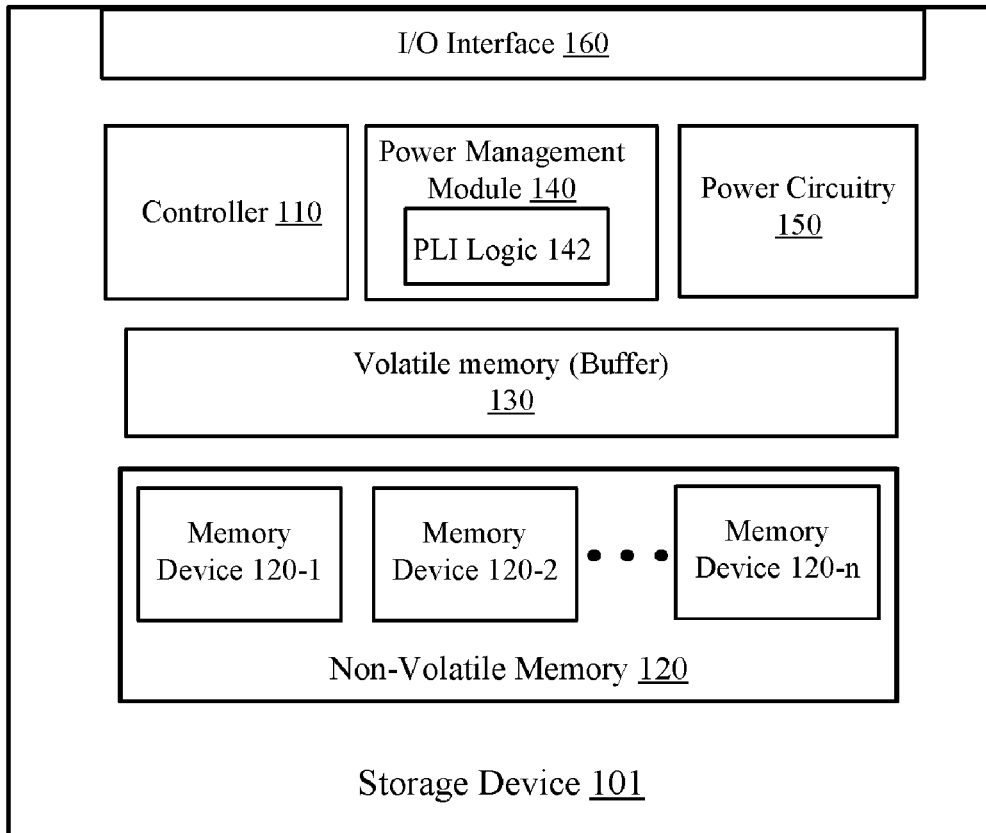 I/O Interface 160
Controller 110
Power Management
Module 140
PLI Logic 142
Power Circuitry
150
Volatile memory (Buffer)
130
Memory
Device 120-1
Memory
Device 120-2
Memory
Device 120-n
Non-Volatile Memory 120
Storage Device 101